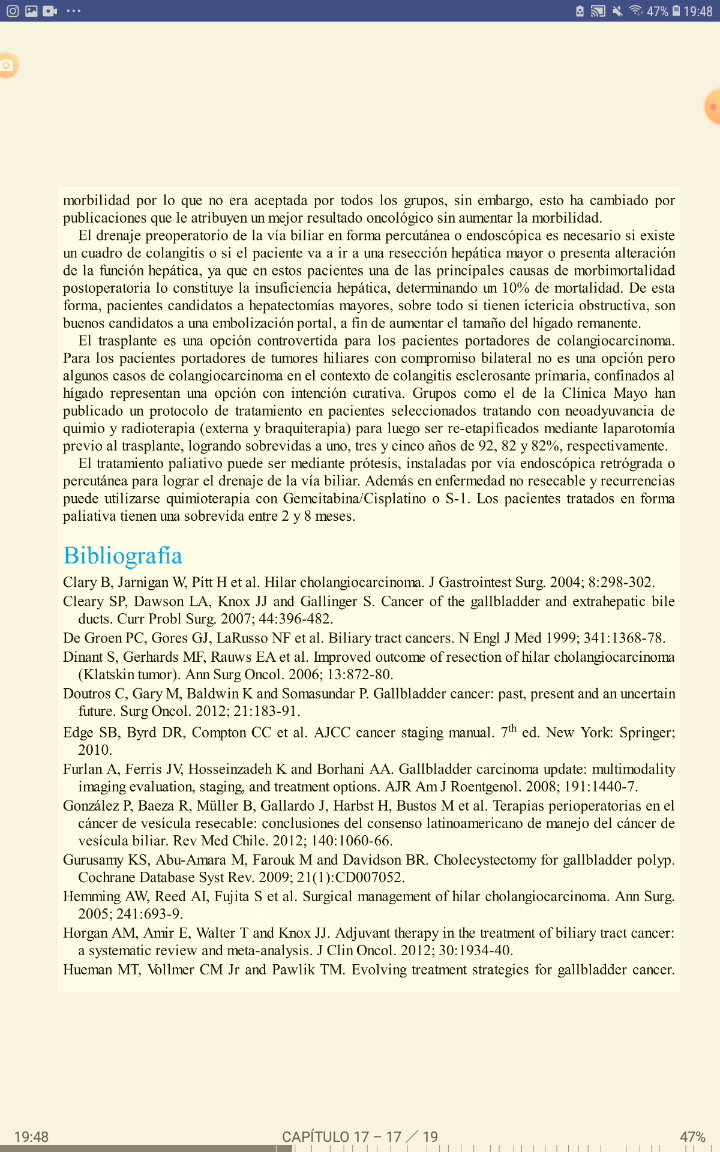 47% 19:48
morbilidad por lo que no era aceptada por todos los grupos, sin embargo, esto ha cambiado por
publicaciones que le atribuyen un mejor resultado oncológico sin aumentar la morbilidad.
El drenaje preoperatorio de la vía biliar en forma percutánea o endoscópica es necesario si existe
un cuadro de colangitis o si el paciente va a ir a una resección hepática mayor o presenta alteración
de la función hepática, ya que en estos pacientes una de las principales causas de morbimortalidad
postoperatoria lo constituye la insuficiencia hepática, determinando un 10% de mortalidad. De esta
forma, pacientes candidatos a hepatectomías mayores, sobre todo si tienen ictericia obstructiva, son
buenos candidatos a una embolización portal, a fin de aumentar el tamaño del hígado remanente.
El trasplante es una opción controvertida para los pacientes portadores de colangiocarcinoma.
Para los pacientes portadores de tumores hiliares con compromiso bilateral no es una opción pero
algunos casos de colangiocarcinoma en el contexto de colangitis esclerosante primaria, confinados al
hígado representan una opción con intención curativa. Grupos como el de la Clínica Mayo han
publicado un protocolo de tratamiento en pacientes seleccionados tratando con neoadyuvancia de
quimio y radioterapia (externa y braquiterapia) para luego ser re-etapificados mediante laparotomía
previo al trasplante, logrando sobrevidas a uno, tres y cinco años de 92, 82 y 82%, respectivamente.
El tratamiento paliativo puede ser mediante prótesis, instaladas por vía endoscópica retrógrada o
percutánea para lograr el drenaje de la vía biliar. Además en enfermedad no resecable y recurrencias
puede utilizarse quimioterapia con Gemcitabina/Cisplatino o S-1. Los pacientes tratados en forma
paliativa tienen una sobrevida entre 2 y 8 meses.
Bibliografía
Clary B, Jarnigan W, Pitt H et al. Hilar cholangiocarcinoma. J Gastrointest Surg. 2004; 8:298-302.
Cleary SP, Dawson LA, Knox JJ and Gallinger S. Cancer of the gallbladder and extrahepatic bile
ducts. Curr Probl Surg. 2007; 44:396-482.
De Groen PC, Gores GJ, LaRusso NF et al. Biliary tract cancers. N Engl J Med 1999; 341:1368-78.
Dinant S, Gerhards MF, Rauws EA et al. Improved outcome of resection of hilar cholangiocarcinoma
(Klatskin tumor). Ann Surg Oncol. 2006; 13:872-80.
Doutros C, Gary M, Baldwin K and Somasundar P. Gallbladder cancer: past, present and an uncertain
future. Surg Oncol. 2012; 21:183-91.
Edge SB, Byrd DR, Compton CC et al. AJCC cancer staging manual. 7th ed. New York: Springer;
2010.
Furlan A, Ferris JV, Hosseinzadeh K and Borhani AA. Gallbladder carcinoma update: multimodality
imaging evaluation, staging, and treatment options. AJR Am J Roentgenol. 2008; 191:1440-7.
González P, Baeza R, Müller B, Gallardo J, Harbst H, Bustos M et al. Terapias perioperatorias en el
cáncer de vesícula resecable: conclusiones del consenso latinoamericano de manejo del cáncer de
vesícula biliar. Rev Med Chile. 2012; 140:1060-66.
Gurusamy KS, Abu-Amara M, Farouk M and Davidson BR. Cholecystectomy for gallbladder polyp.
Cochrane Database Syst Rev. 2009; 21(1):CD007052.
Hemming AW, Reed AI, Fujita S et al. Surgical management of hilar cholangiocarcinoma. Ann Surg.
2005; 241:693-9.
Horgan AM, Amir E, Walter T and Knox JJ. Adjuvant therapy in the treatment of biliary tract cancer:
a systematic review and meta-analysis. J Clin Oncol. 2012; 30:1934-40.
Hueman MT, Vollmer CM Jr and Pawlik TM. Evolving treatment strategies for gallbladder cancer.
19:48 CAPÍTULO 17 – 17 ⁄ 19 47%